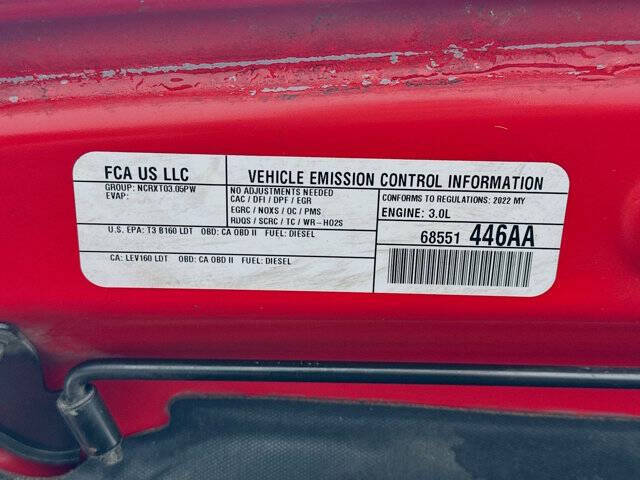 FCA US LLC
GROUP: NCRXT03.05PW
EVAP:
VEHICLE EMISSION CONTROL INFORMATION
NO ADJUSTMENTS NEEDED
CAC / DFI / DPF / EGR
EGRC / NOXS / OC / PMS
RDQS / SCRC / TC / WR-HO2S
CONFORMS TO REGULATIONS: 2022 MY
ENGINE: 3.0L
U.S. EPA: T3 B160 LDT OBD: CA OBD II FUEL: DIESEL
68551 446AA
CA: LEV160 LDT OBD: CA OBD II FUEL: DIESEL